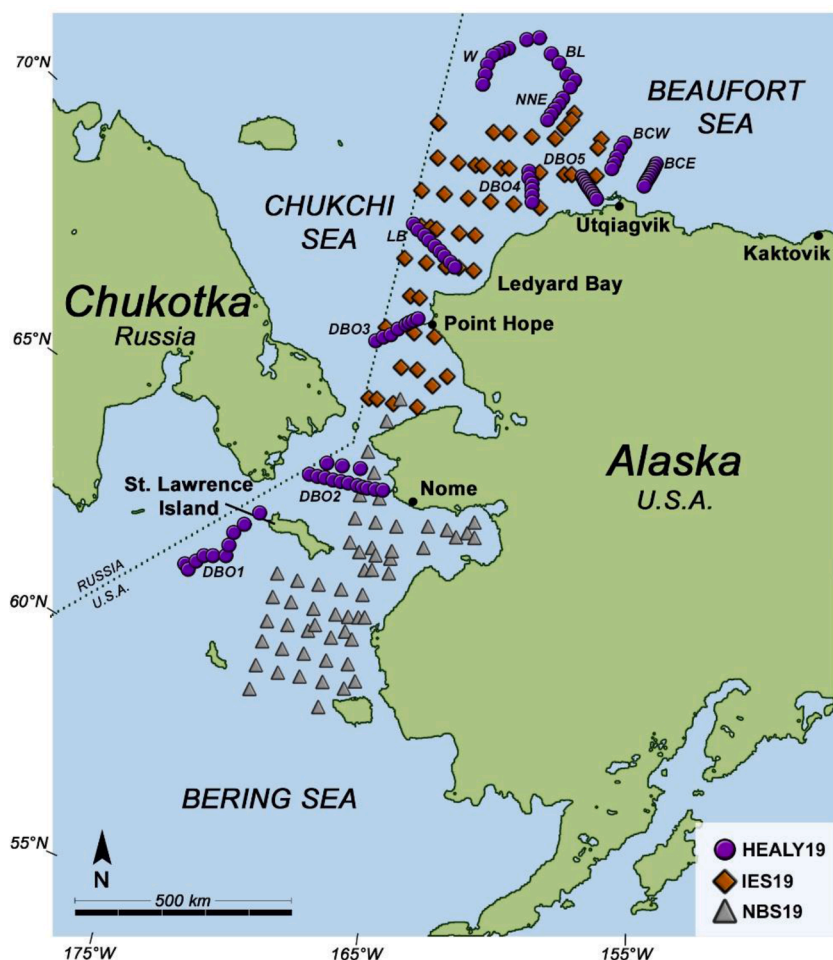 70°N
W
BL
NNE
BEAUFORT
SEA
BCW
DBO5
BCE
DBO4
CHUKCHI
SEA
Utqiagvik
LB
Kaktovik
Ledyard Bay
Chukotka
Russia
65°N
DBO3
Point Hope
Alaska
U.S.A.
St. Lawrence
Island
DBO2
Nome
DBO1
RUSSIA
U.S.A.
60°N
BERING SEA
55°N
N
500 km
HEALY19
IES19
NBS19
175°W
165°W
155°W